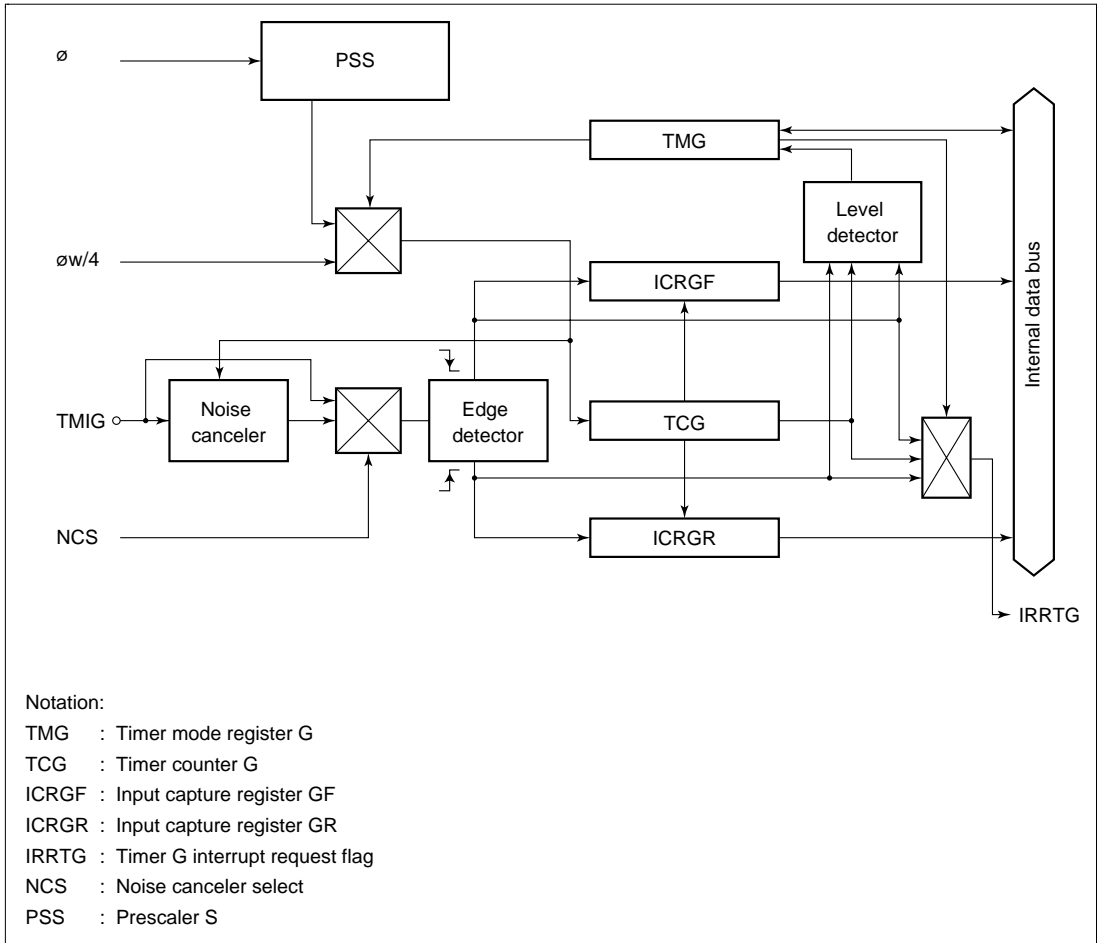 ø
PSS
TMG
Level
detector
øw/4
ICRGF
Internal data bus
TMIG
Noise
canceler
Edge
detector
TCG
NCS
ICRGR
IRRTG
Notation:
TMG : Timer mode register G
TCG : Timer counter G
ICRGF : Input capture register GF
ICRGR : Input capture register GR
IRRTG : Timer G interrupt request flag
NCS : Noise canceler select
PSS : Prescaler S